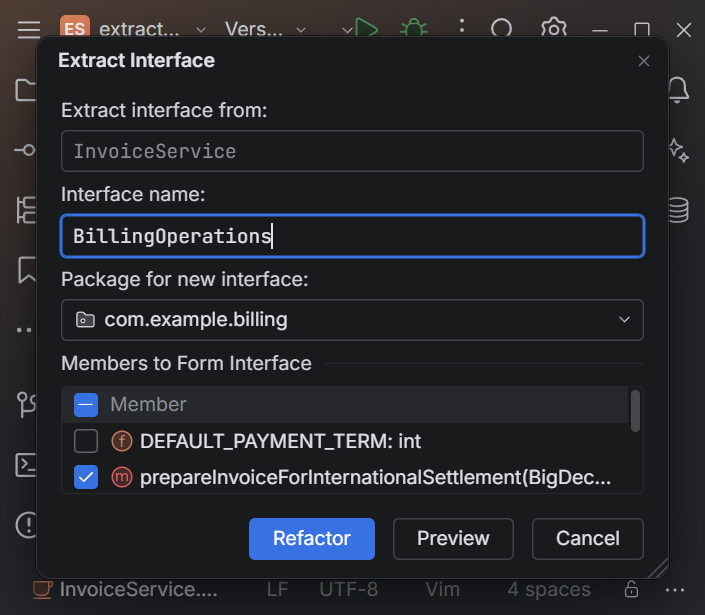 ES extract... Vers...
Extract Interface
Extract interface from:
InvoiceService
Interface name:
BillingOperations
Package for new interface:
com.example.billing
Members to Form Interface
Member
f DEFAULT_PAYMENT_TERM: int
m prepareInvoiceForInternationalSettlement(BigDec...
Refactor Preview Cancel
InvoiceService.... LF UTF-8 Vim 4 spaces